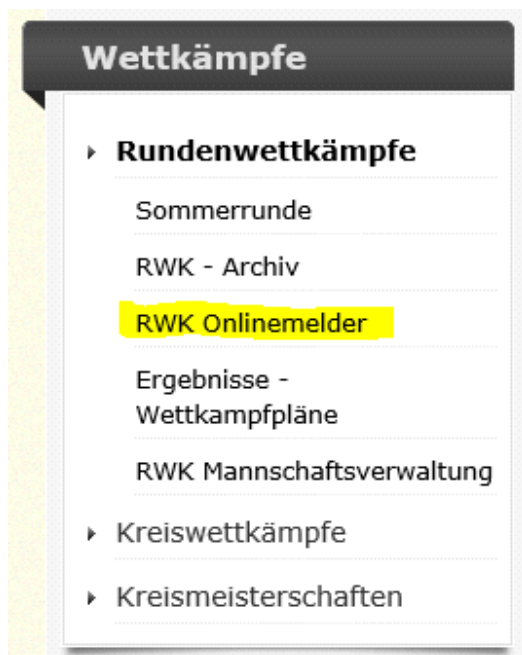 Wettkämpfe
Rundenwettkämpfe
Sommerrunde
RWK - Archiv
RWK Onlinemelder
Ergebnisse -
Wettkampfpläne
RWK Mannschaftsverwaltung
Kreiswettkämpfe
Kreismeisterschaften